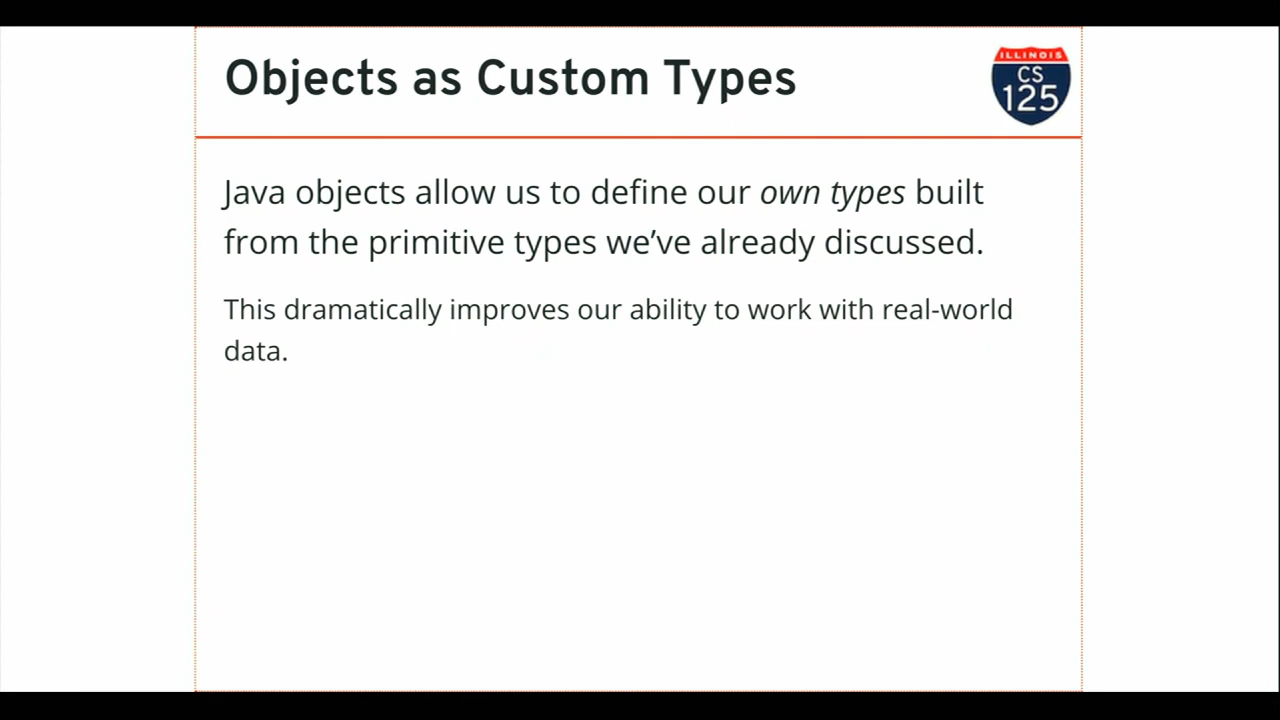 Objects as Custom Types
ILLINOIS
CS
125
Java objects allow us to define our own types built
from the primitive types we’ve already discussed.
This dramatically improves our ability to work with real-world
data.